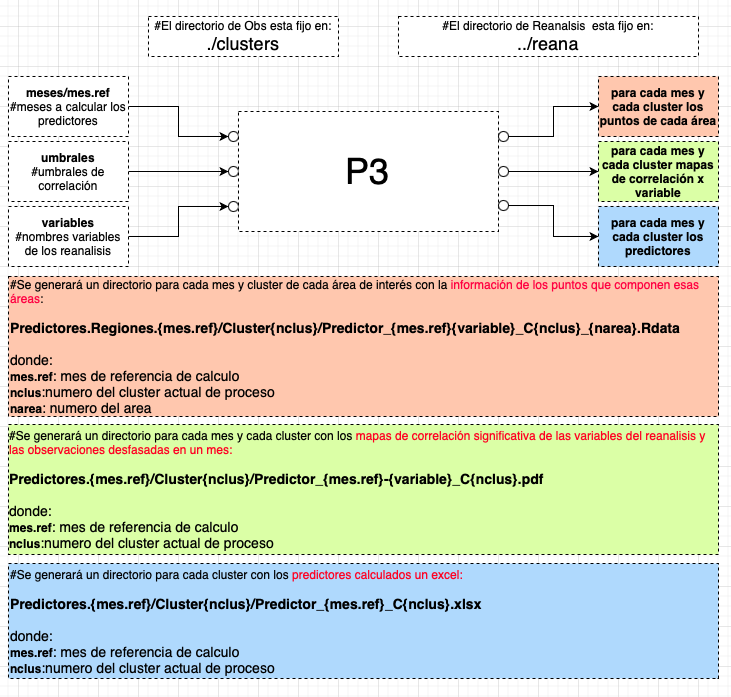 #El directorio de Obs esta fijo en:
./clusters
#El directorio de Reanalsis esta fijo en:
../reana
meses/mes.ref
#meses a calcular los
predictores
umbrales
#umbrales de
correlación
variables
#nombres variables
de los reanalisis
P3
para cada mes y
cada cluster los
puntos de cada área
para cada mes y
cada cluster mapas
de correlación x
variable
para cada mes y
cada cluster los
predictores
#Se generará un directorio para cada mes y cluster de cada área de interés con la información de los puntos que componen esas
áreas:
Predictores.Regiones.{mes.ref}/Cluster{nclus}/Predictor_{mes.ref}{variable}_C{nclus}_{narea}.Rdata
donde:
mes.ref: mes de referencia de calculo
nclus:numero del cluster actual de proceso
narea: numero del area
#Se generará un directorio para cada mes y cada cluster con los mapas de correlación significativa de las variables del reanalisis y
las observaciones desfasadas en un mes:
Predictores.{mes.ref}/Cluster{nclus}/Predictor_{mes.ref}-{variable}_C{nclus}.pdf
donde:
mes.ref: mes de referencia de calculo
nclus:numero del cluster actual de proceso
#Se generará un directorio para cada cluster con los predictores calculados un excel:
Predictores.{mes.ref}/Cluster{nclus}/Predictor_{mes.ref}_C{nclus}.xlsx
donde:
mes.ref: mes de referencia de calculo
nclus:numero del cluster actual de proceso